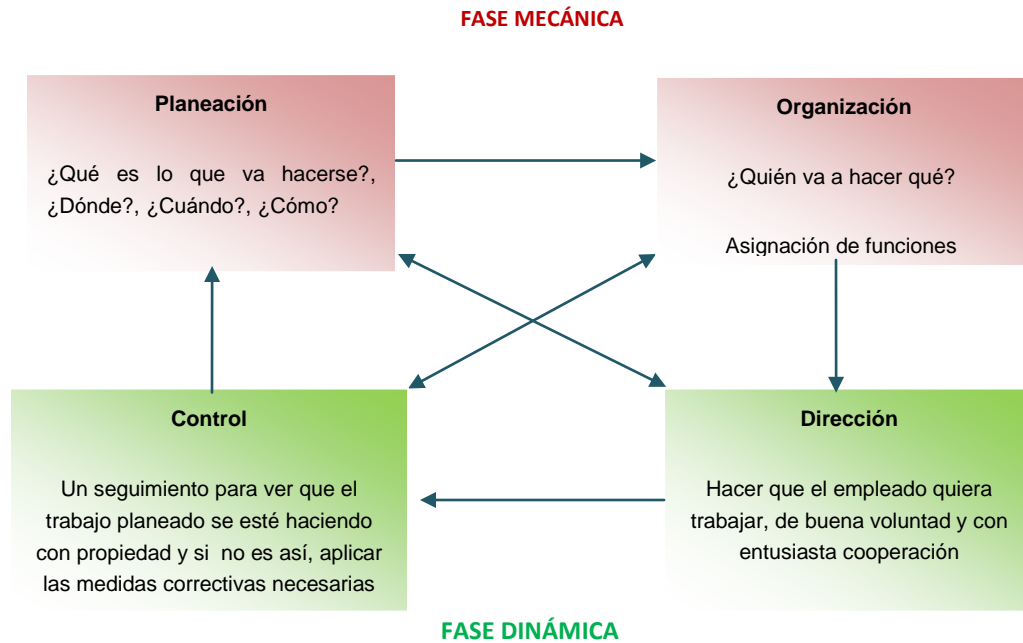 FASE MECÁNICA
Planeación
¿Qué es lo que va hacerse?,
¿Dónde?, ¿Cuándo?, ¿Cómo?
Organización
¿Quién va a hacer qué?
Asignación de funciones
Control
Un seguimiento para ver que el
trabajo planeado se esté haciendo
con propiedad y si no es así, aplicar
las medidas correctivas necesarias
Dirección
Hacer que el empleado quiera
trabajar, de buena voluntad y con
entusiasta cooperación
FASE DINÁMICA